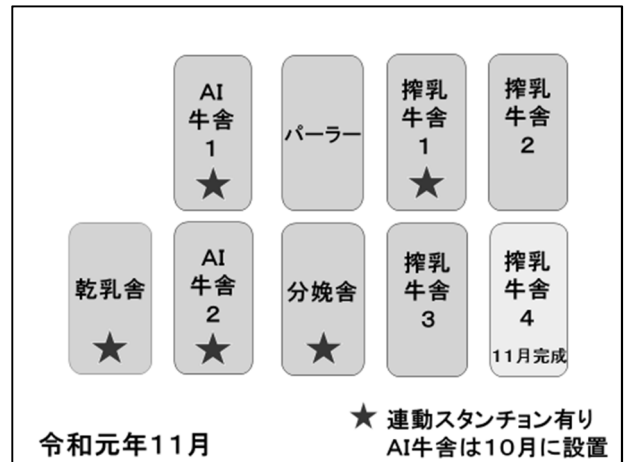 AI
牛舎
1
★
パーラー
搾乳
牛舎
1
★
搾乳
牛舎
2
乾乳舎
★
AI
牛舎
2
★
分娩舎
★
搾乳
牛舎
3
搾乳
牛舎
4
11月完成
★ 連動スタンチョン有り
AI牛舎は10月に設置
令和元年11月